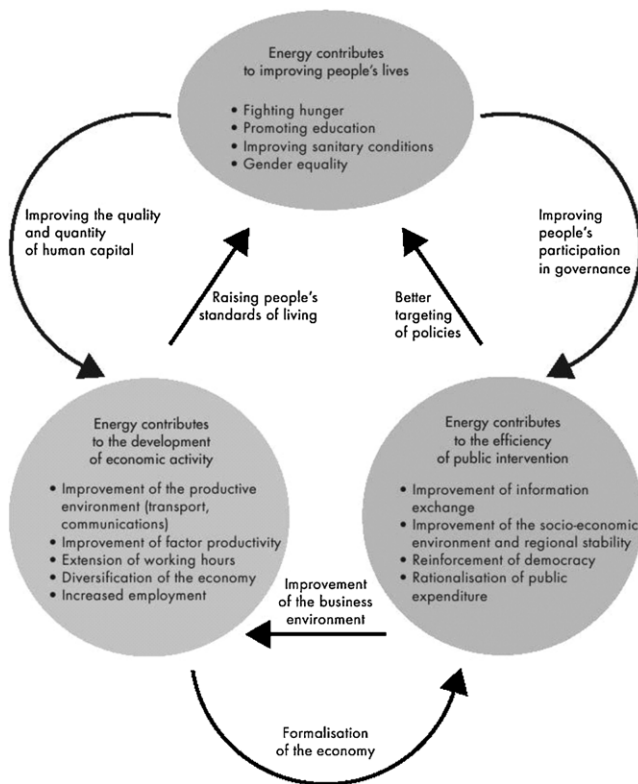 Energy contributes
to improving people's lives
• Fighting hunger
• Promoting education
• Improving sanitary conditions
• Gender equality
Improving the quality
and quantity
of human capital
Improving
people's
participation
in governance
Raising people's
standards of living
Better
targeting
of policies
Energy contributes
to the development
of economic activity
• Improvement of the productive
environment (transport,
communications)
• Improvement of factor productivity
• Extension of working hours
• Diversification of the economy
• Increased employment
Energy contributes
to the efficiency
of public intervention
• Improvement of information
exchange
• Improvement of the socio-economic
environment and regional stability
• Reinforcement of democracy
• Rationalisation of public
expenditure
Improvement
of the business
environment
Formalisation
of the economy